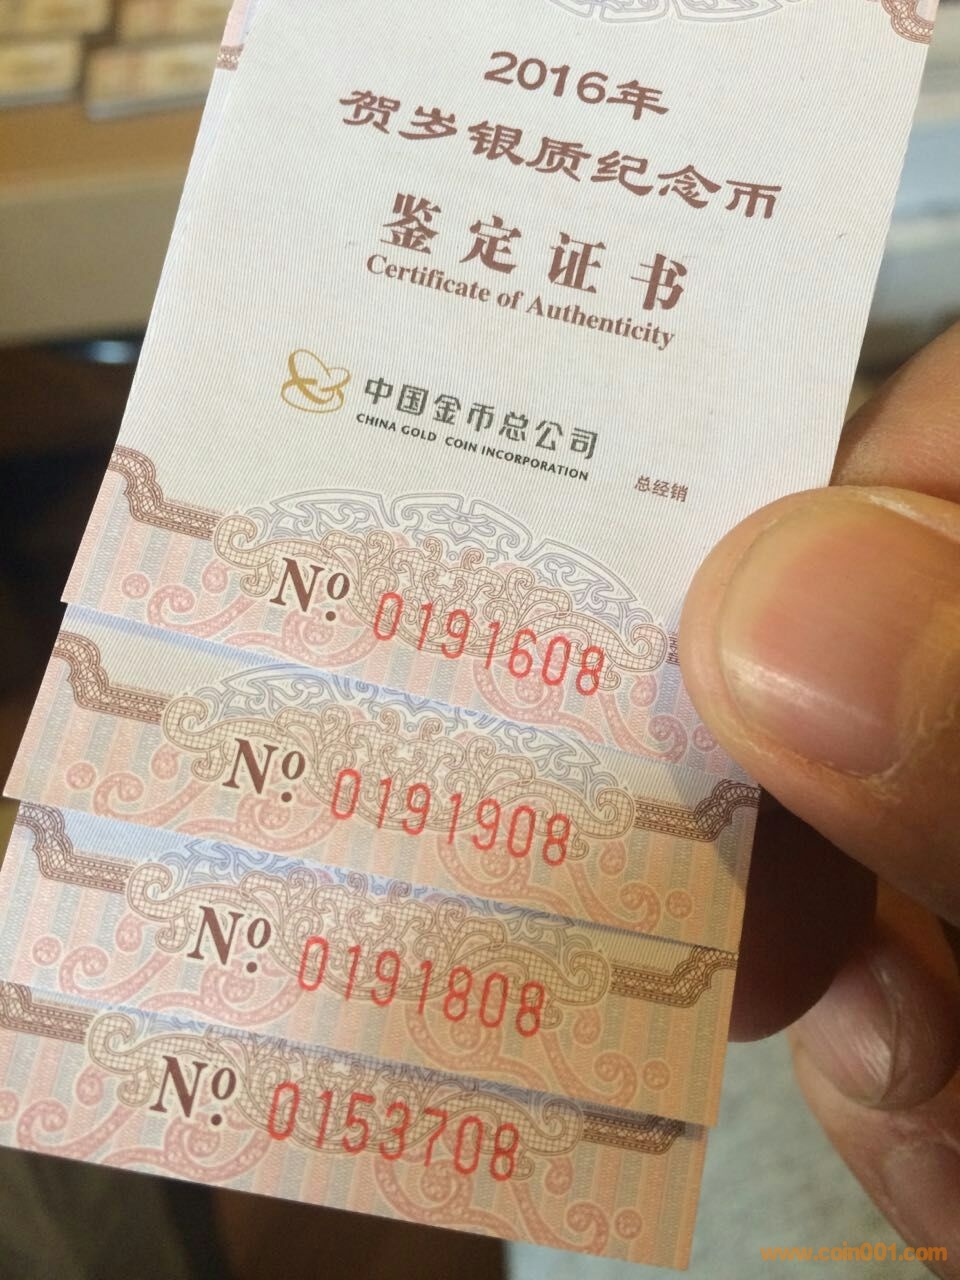 2016年
贺岁银质纪念币
鉴定证书
Certificate of Authenticity
中国金币总公司
CHINA GOLD COIN INCORPORATION
总经销
No. 0191608
No. 0191908
No. 0191808
No. 0153708
www.coin001.com